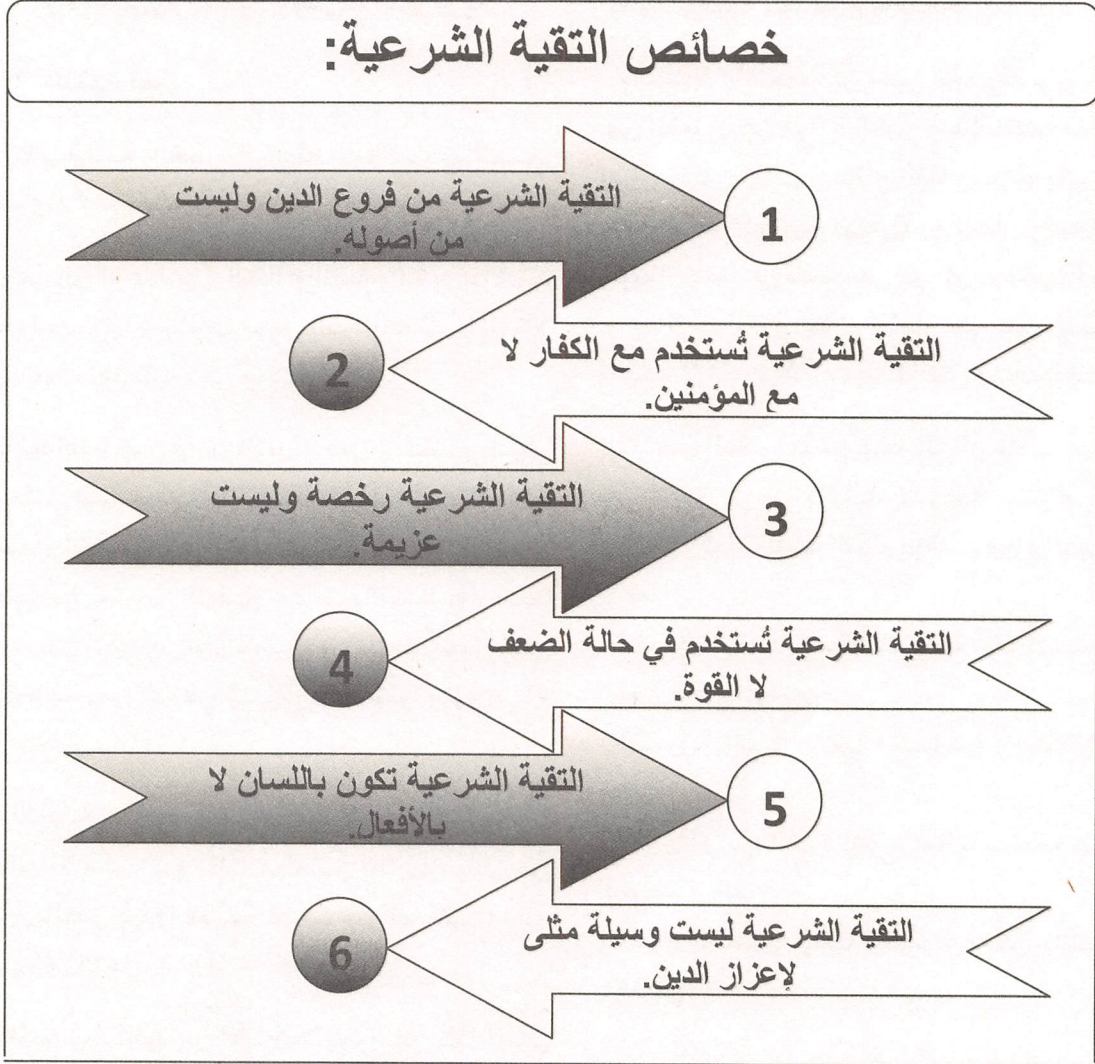 خصائص التقية الشرعية:
التقية الشرعية من فروع الدين وليست
من أصوله.
1
2
التقية الشرعية تُستخدم مع الكفار لا
مع المؤمنين.
التقية الشرعية رخصة وليست
عزيمة.
3
4
التقية الشرعية تُستخدم في حالة الضعف
لا القوة.
التقية الشرعية تكون باللسان لا
بالأفعال.
5
6
التقية الشرعية ليست وسيلة مثلى
لإعزاز الدين.